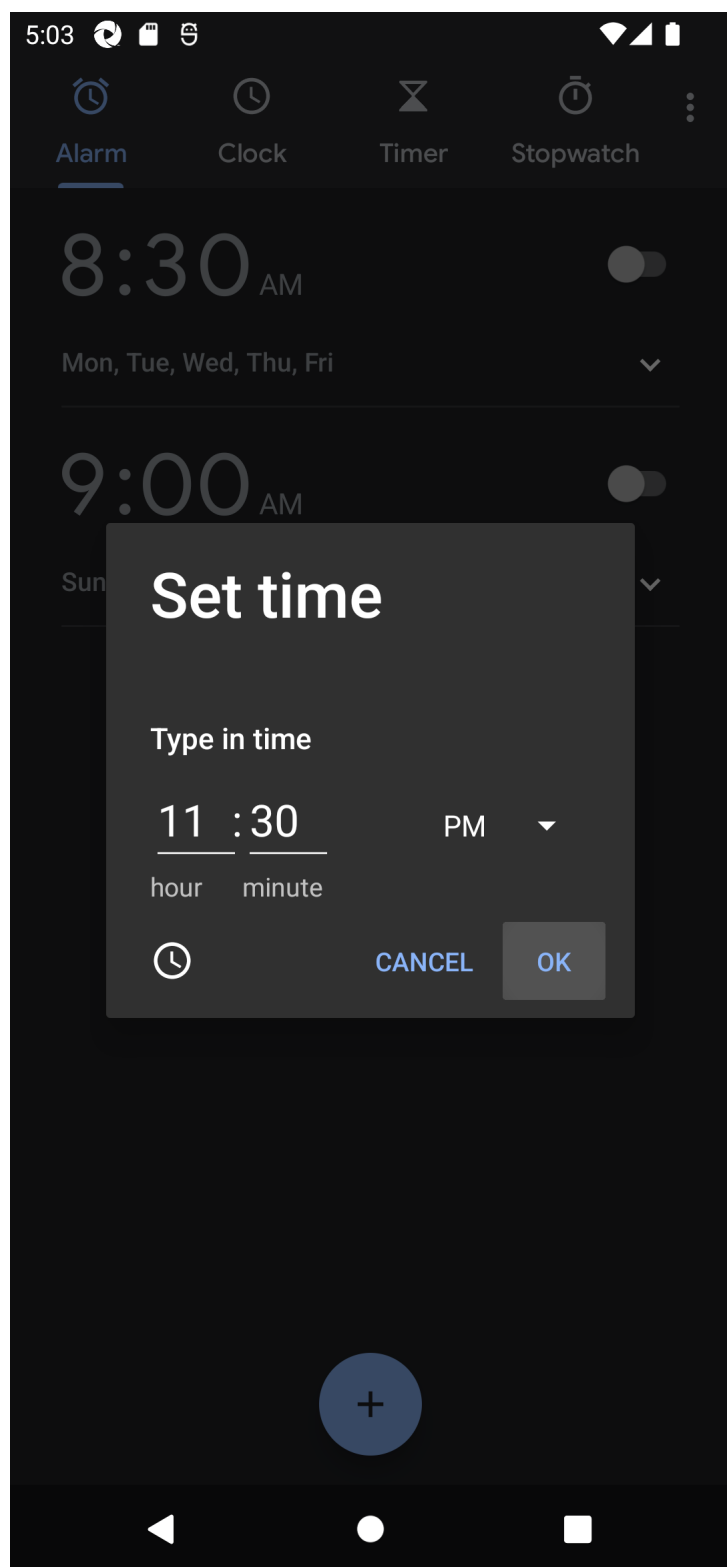 5:03
Alarm Clock Timer Stopwatch
8:30 AM
Mon, Tue, Wed, Thu, Fri
9:00 AM
Sun
Set time
Type in time
11 : 30 PM
hour minute
CANCEL OK